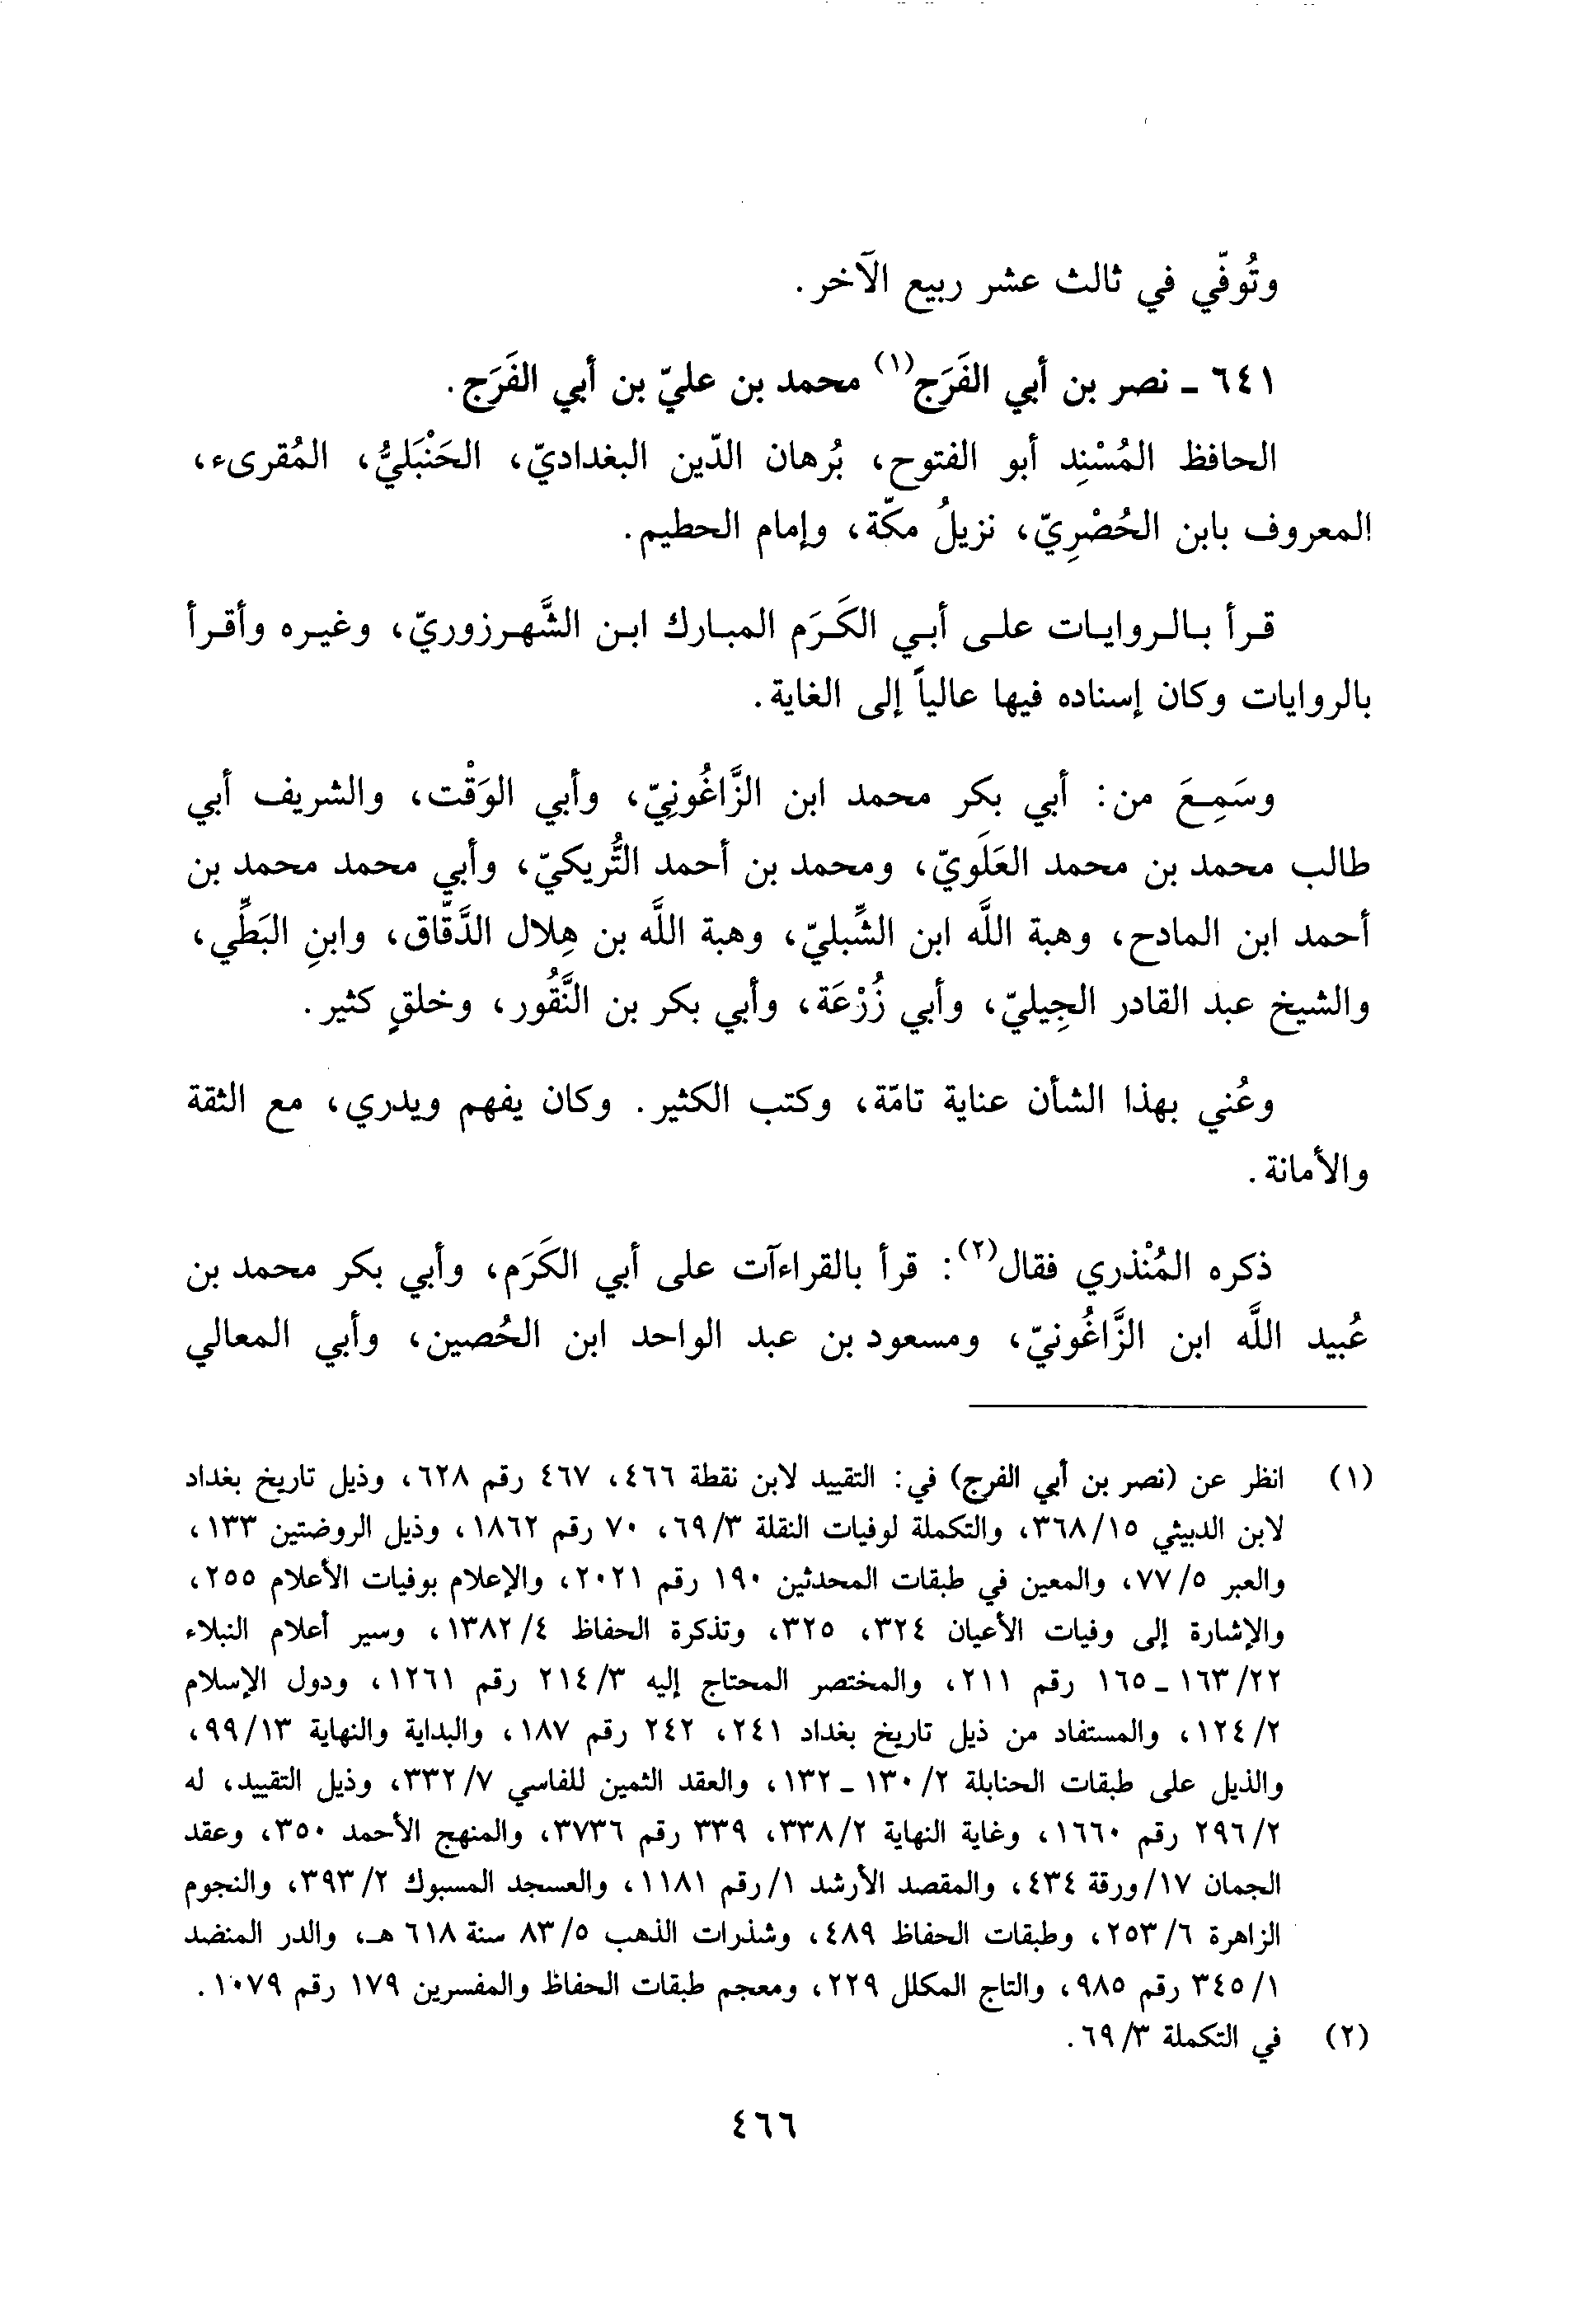 وتُوفّي في ثالث عشر ربيع الآخر.
٦٤١ ـ نصر بن أبي الفَرَج(١) محمد بن عليّ بن أبي الفَرَج.
الحافظ المُسْنِد أبو الفتوح، بُرهان الدّين البغداديّ، الحَنْبَليُّ، المُقرىء،
المعروف بابن الحُصْرِيّ، نزيلُ مكّة، وإمام الحطيم.
قرأ بالروايات على أبي الكَرَم المبارك ابن الشَّهرزوريّ، وغيره وأقرأ
بالروايات وكان إسناده فيها عالياً إلى الغاية.
وسَمِعَ من: أبي بكر محمد ابن الزَّاغُونِيّ، وأبي الوَقْت، والشريف أبي
طالب محمد بن محمد العَلَويّ، ومحمد بن أحمد التُّريكيّ، وأبي محمد محمد بن
أحمد ابن المادح، وهبة اللَّه ابن الشِّبليّ، وهبة اللَّه بن هِلال الدَّقّاق، وابنِ البَطِّي،
والشيخ عبد القادر الجِيليّ، وأبي زُرْعَة، وأبي بكر بن النَّقُور، وخلقٍ كثير.
وعُني بهذا الشأن عناية تامّة، وكتب الكثير. وكان يفهم ويدري، مع الثقة
والأمانة.
ذكره المُنْذري فقال(٢): قرأ بالقراءآت على أبي الكَرَم، وأبي بكر محمد بن
عُبيد اللَّه ابن الزَّاغُونيّ، ومسعود بن عبد الواحد ابن الحُصين، وأبي المعالي
(١) انظر عن (نصر بن أبي الفرج) في: التقييد لابن نقطة ٤٦٦، ٤٦٧ رقم ٦٢٨، وذيل تاريخ بغداد
لابن الدبيثي ١٥/٣٦٨، والتكملة لوفيات النقلة ٣/٦٩، ٧٠ رقم ١٨٦٢، وذيل الروضتين ١٣٣،
والعبر ٥/٧٧، والمعين في طبقات المحدثين ١٩٠ رقم ٢٠٢١، والإعلام بوفيات الأعلام ٢٥٥،
والإشارة إلى وفيات الأعيان ٣٢٤، ٣٢٥، وتذكرة الحفاظ ٤/١٣٨٢، وسير أعلام النبلاء
٢٢/١٦٣ ـ ١٦٥ رقم ٢١١، والمختصر المحتاج إليه ٣/٢١٤ رقم ١٢٦١، ودول الإسلام
٢/١٢٤، والمستفاد من ذيل تاريخ بغداد ٢٤١، ٢٤٢ رقم ١٨٧، والبداية والنهاية ١٣/٩٩،
والذيل على طبقات الحنابلة ٢/١٣٠ ـ ١٣٢، والعقد الثمين للفاسي ٧/٣٣٢، وذيل التقييد، له
٢/٢٩٦ رقم ١٦٦٠، وغاية النهاية ٢/٣٣٨، ٣٣٩ رقم ٣٧٣٦، والمنهج الأحمد ٣٥٠، وعقد
الجمان ١٧/ورقة ٤٣٤، والمقصد الأرشد ١/رقم ١١٨١، والعسجد المسبوك ٢/٣٩٣، والنجوم
الزاهرة ٦/٢٥٣، وطبقات الحفاظ ٤٨٩، وشذرات الذهب ٥/٨٣ سنة ٦١٨ هـ، والدر المنضد
١/٣٤٥ رقم ٩٨٥، والتاج المكلل ٢٢٩، ومعجم طبقات الحفاظ والمفسرين ١٧٩ رقم ١٠٧٩.
(٢) في التكملة ٣/٦٩.
٤٦٦